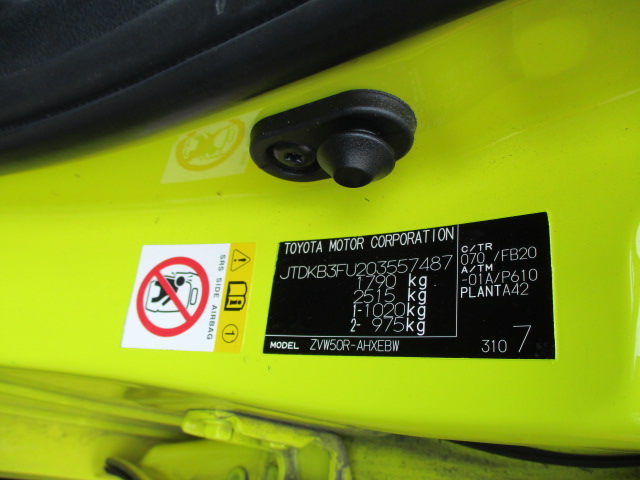 TOYOTA MOTOR CORPORATION
JTDKB3FU203557487
1790 kg
2515 kg
1-1020kg
2- 975kg
C/TR
070 /FB20
A/TM
-01A/P610
PLANTA42
MODEL ZVW50R-AHXEBW 310 7
SRS SIDE AIRBAG
1